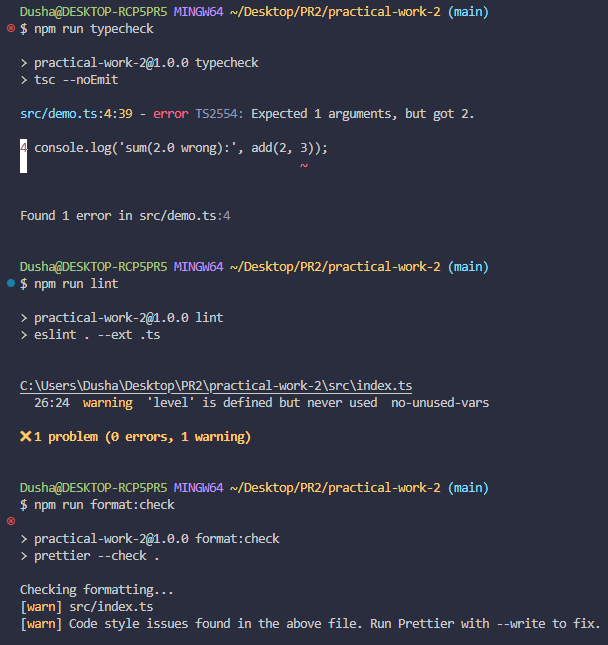 Dusha@DESKTOP-RCP5PR5 MINGW64 ~/Desktop/PR2/practical-work-2 (main)
$ npm run typecheck
> practical-work-2@1.0.0 typecheck
> tsc --noEmit
src/demo.ts:4:39 - error TS2554: Expected 1 arguments, but got 2.
4 console.log('sum(2.0 wrong):', add(2, 3));
~
Found 1 error in src/demo.ts:4
Dusha@DESKTOP-RCP5PR5 MINGW64 ~/Desktop/PR2/practical-work-2 (main)
$ npm run lint
> practical-work-2@1.0.0 lint
> eslint . --ext .ts
C:\Users\Dusha\Desktop\PR2\practical-work-2\src\index.ts
26:24 warning 'level' is defined but never used no-unused-vars
✖ 1 problem (0 errors, 1 warning)
Dusha@DESKTOP-RCP5PR5 MINGW64 ~/Desktop/PR2/practical-work-2 (main)
$ npm run format:check
> practical-work-2@1.0.0 format:check
> prettier --check .
Checking formatting...
[warn] src/index.ts
[warn] Code style issues found in the above file. Run Prettier with --write to fix.